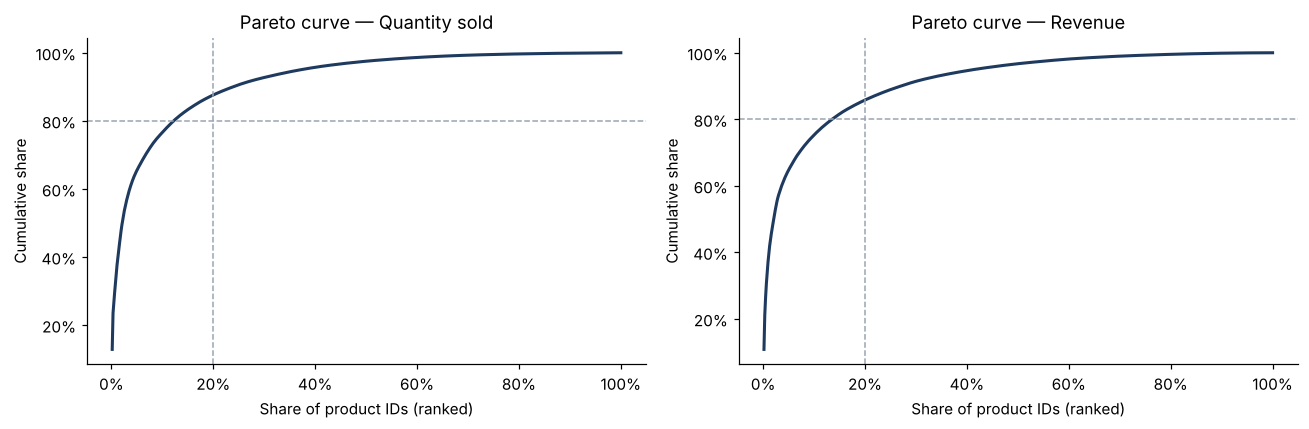 Pareto curve — Quantity sold
100%
80%
60%
40%
20%
Cumulative share
0% 20% 40% 60% 80% 100%
Share of product IDs (ranked)
Pareto curve — Revenue
100%
80%
60%
40%
20%
Cumulative share
0% 20% 40% 60% 80% 100%
Share of product IDs (ranked)